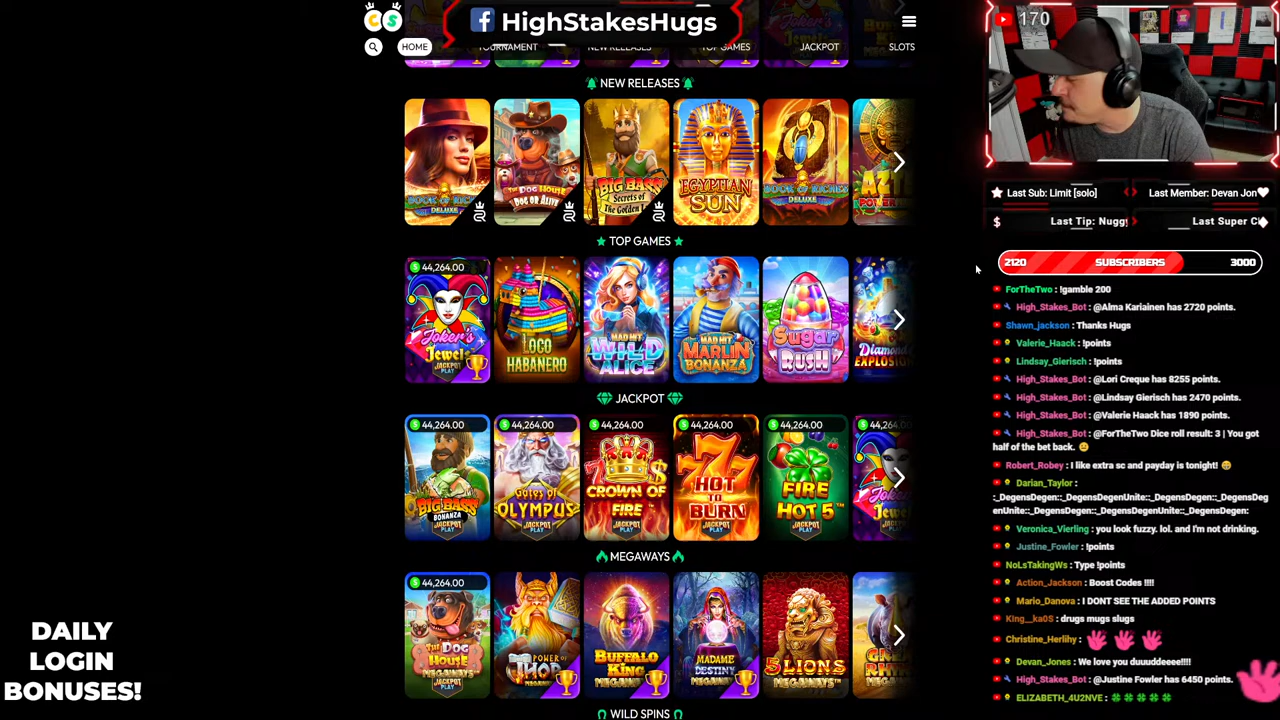 C S
HighStakesHugs
HOME
TOURNAMENT
NEW RELEASES
TOP GAMES
JACKPOT
SLOTS
NEW RELEASES
DELUXE
THE DOG HOUSE
DOG OR ALIVE
BIG BASS
Secrets of
The Golden
EGYPTIAN
SUN
BOOK OF RICHES
DELUXE
TOP GAMES
44,264.00
Joker's
Jewels
JACKPOT
PLAY
LOCO
HABANERO
MAD HIT
WILD
ALICE
MAD HIT
MARLIN
BONANZA
Sugar
RUSH
Diamond
EXPLOSION
JACKPOT
44,264.00
44,264.00
44,264.00
44,264.00
44,264.00
44,264
BIG BASS
BONANZA
JACKPOT
PLAY
Gates of
OLYMPUS
JACKPOT
PLAY
CROWN OF
FIRE
JACKPOT
PLAY
777
HOT
TO
BURN
JACKPOT
PLAY
FIRE
HOT 5™
JACKPOT
PLAY
MEGAWAYS
44,264.00
THE DOG
HOUSE
MEGAWAYS
JACKPOT
PLAY
POWER OF
THOR
MEGAWAYS
BUFFALO
KING
MEGAWAYS
MADAME
DESTINY
MEGAWAYS
5 LIONS
MEGAWAYS™
WILD SPINS
DAILY
LOGIN
BONUSES!
170
Last Sub: Limit [solo]
Last Member: Devan Jon
$ Last Tip: Nugg
Last Super C
2120 SUBSCRIBERS 3000
ForTheTwo : !gamble 200
High_Stakes_Bot : @Alma Kariainen has 2720 points.
Shawn_jackson : Thanks Hugs
Valerie_Haack : !points
Lindsay_Gierisch : !points
High_Stakes_Bot : @Lori Creque has 8255 points.
High_Stakes_Bot : @Lindsay Gierisch has 2470 points.
High_Stakes_Bot : @Valerie Haack has 1890 points.
High_Stakes_Bot : @ForTheTwo Dice roll result: 3 | You got
half of the bet back.
Robert_Robey : I like extra sc and payday is tonight!
Darian_Taylor :
:_DegensDegen::_DegensDegenUnite::_DegensDegen::_DegensDeg
enUnite::_DegensDegen::_DegensDegenUnite::_DegensDegen:
Veronica_Vierling : you look fuzzy. lol. and I'm not drinking.
Justine_Fowler : !points
NoLsTakingWs : Type !points
Action_Jackson : Boost Codes !!!!
Mario_Danova : I DONT SEE THE ADDED POINTS
King__ka0S : drugs mugs slugs
Christine_Herlihy :
Devan_Jones : We love you duuuddeeee!!!!
High_Stakes_Bot : @Justine Fowler has 6450 points.
ELIZABETH_4U2NVE :